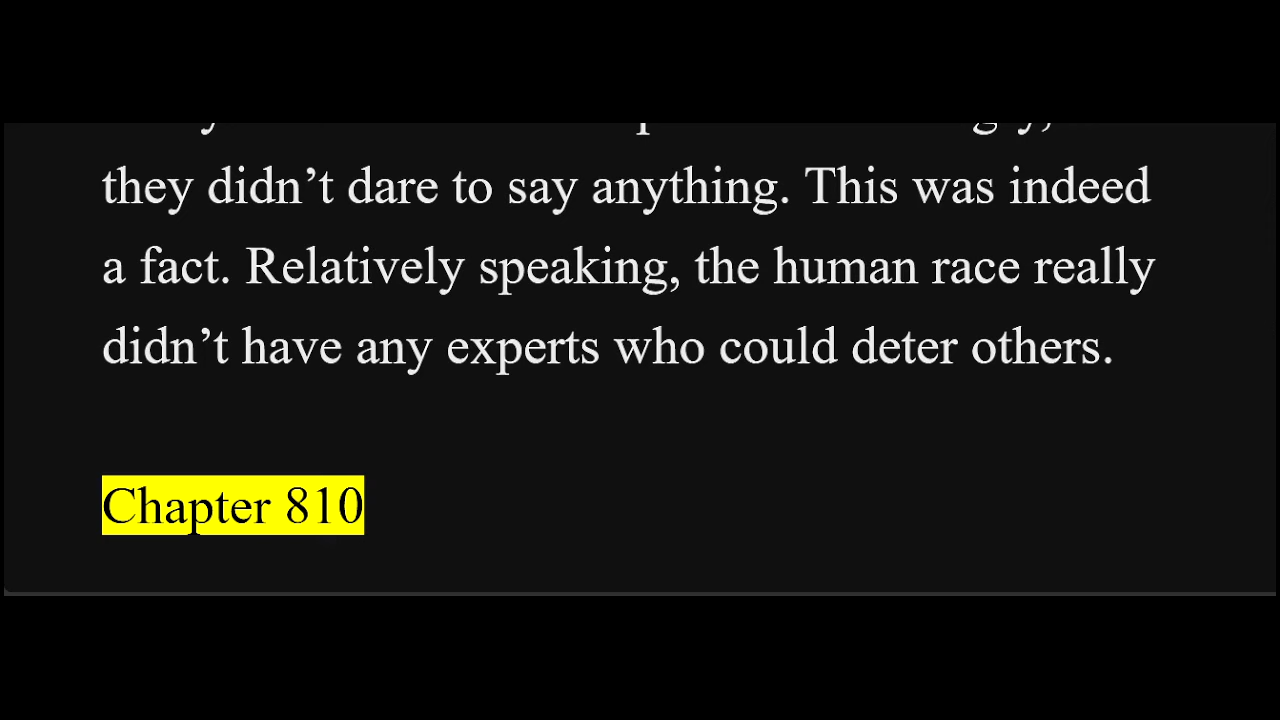 they didn’t dare to say anything. This was indeed
a fact. Relatively speaking, the human race really
didn’t have any experts who could deter others.
Chapter 810